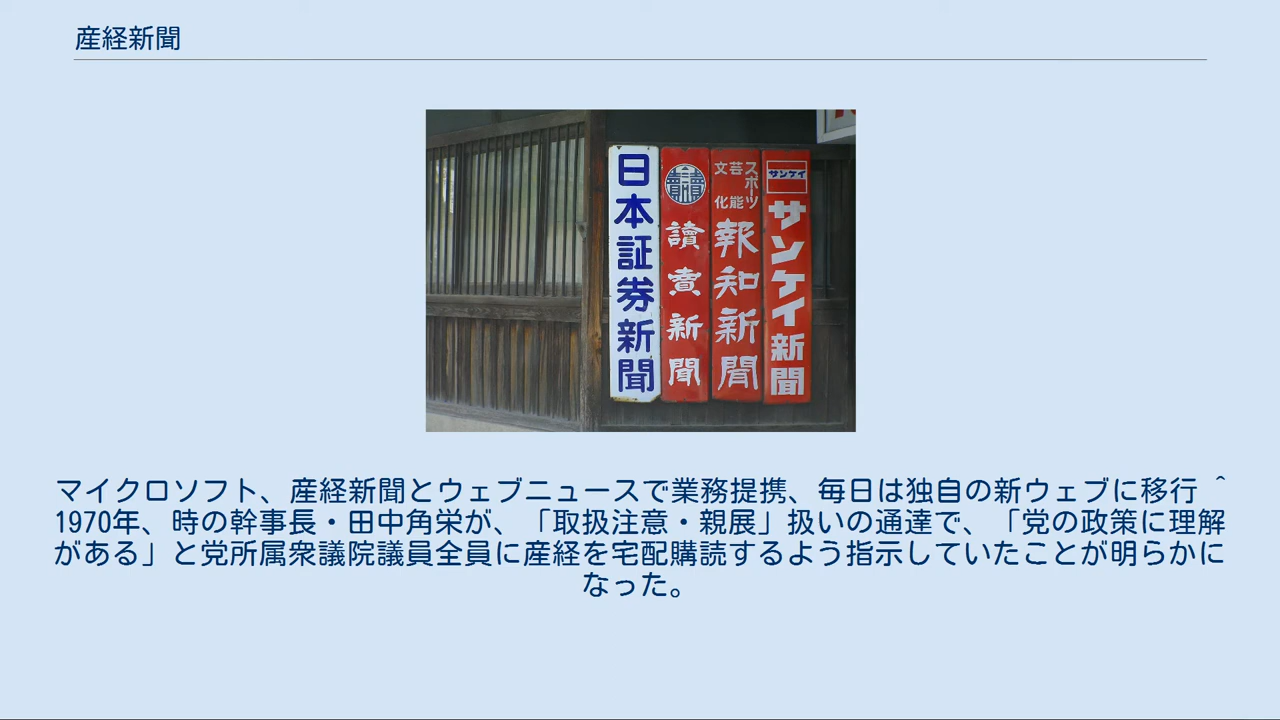 産経新聞
日本証券新聞
讀賣
讀賣新聞
スポーツ
芸能
文化
報知新聞
サンケイ
サンケイ新聞
マイクロソフト、産経新聞とウェブニュースで業務提携、毎日は独自の新ウェブに移行 ^
1970年、時の幹事長・田中角栄が、「取扱注意・親展」扱いの通達で、「党の政策に理解
がある」と党所属衆議院議員全員に産経を宅配購読するよう指示していたことが明らかに
なった。